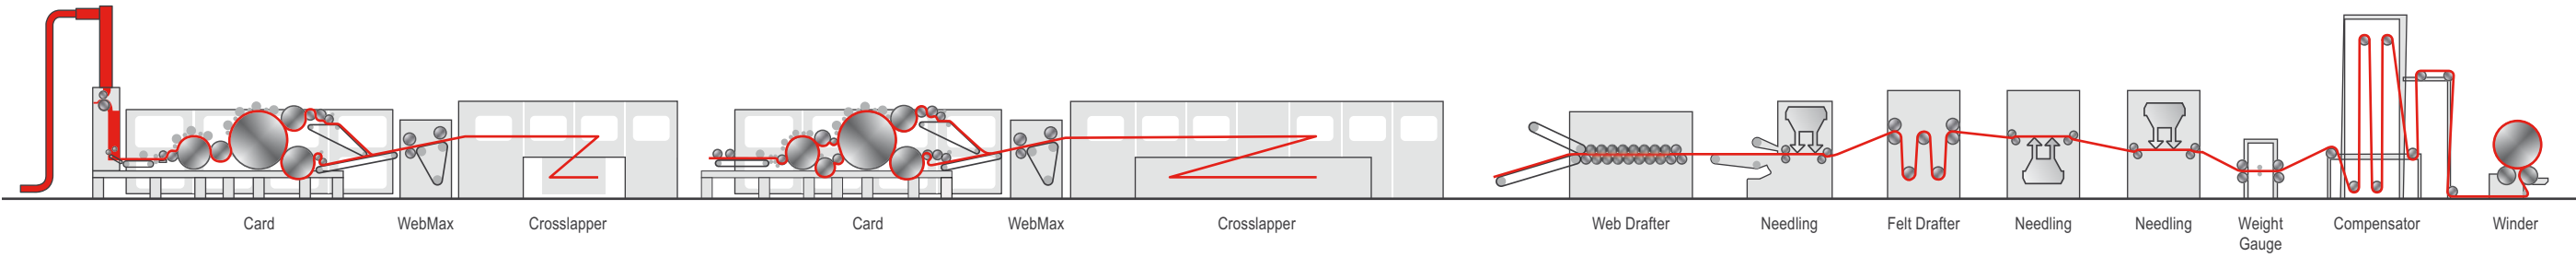 Card
WebMax
Crosslapper
Card
WebMax
Crosslapper
Web Drafter
Needling
Felt Drafter
Needling
Needling
Weight
Gauge
Compensator
Winder